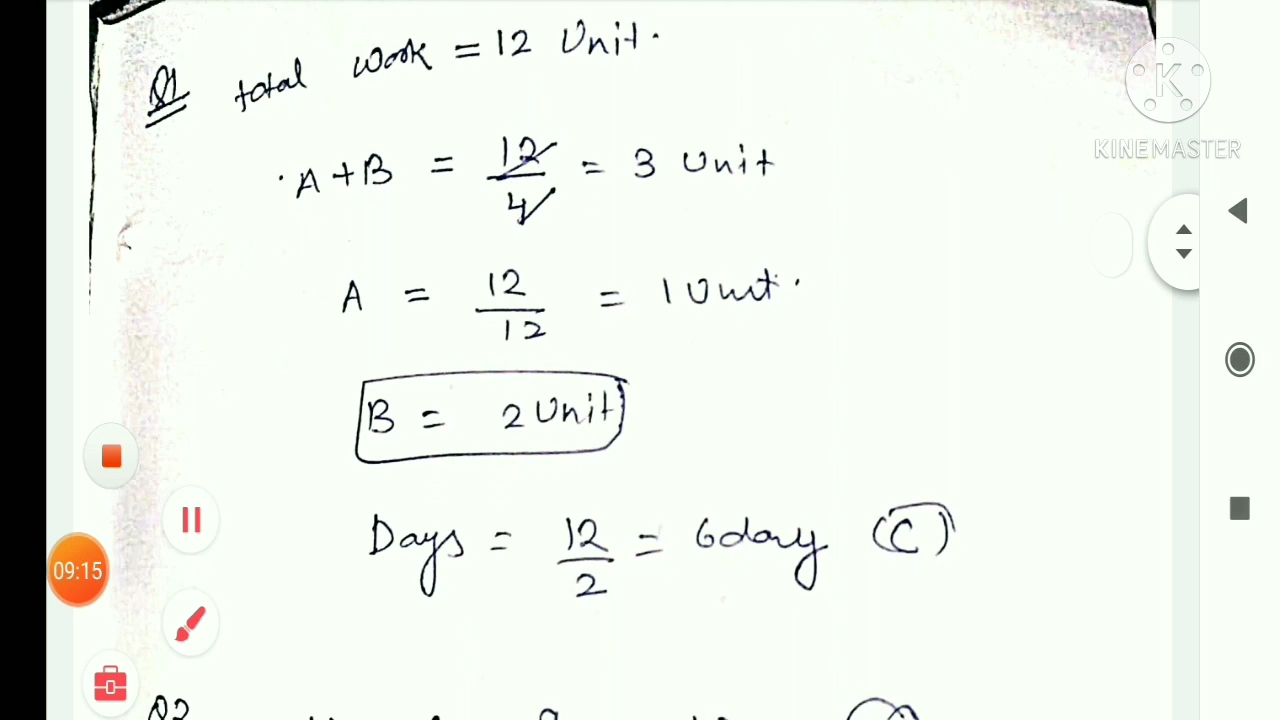 Q1 total work = 12 Unit.
KINEMASTER
A + B = 12/4 = 3 Unit
A = 12/12 = 1 Unit.
B = 2 Unit
Days = 12/2 = 6 day (C)
09:15
Q2